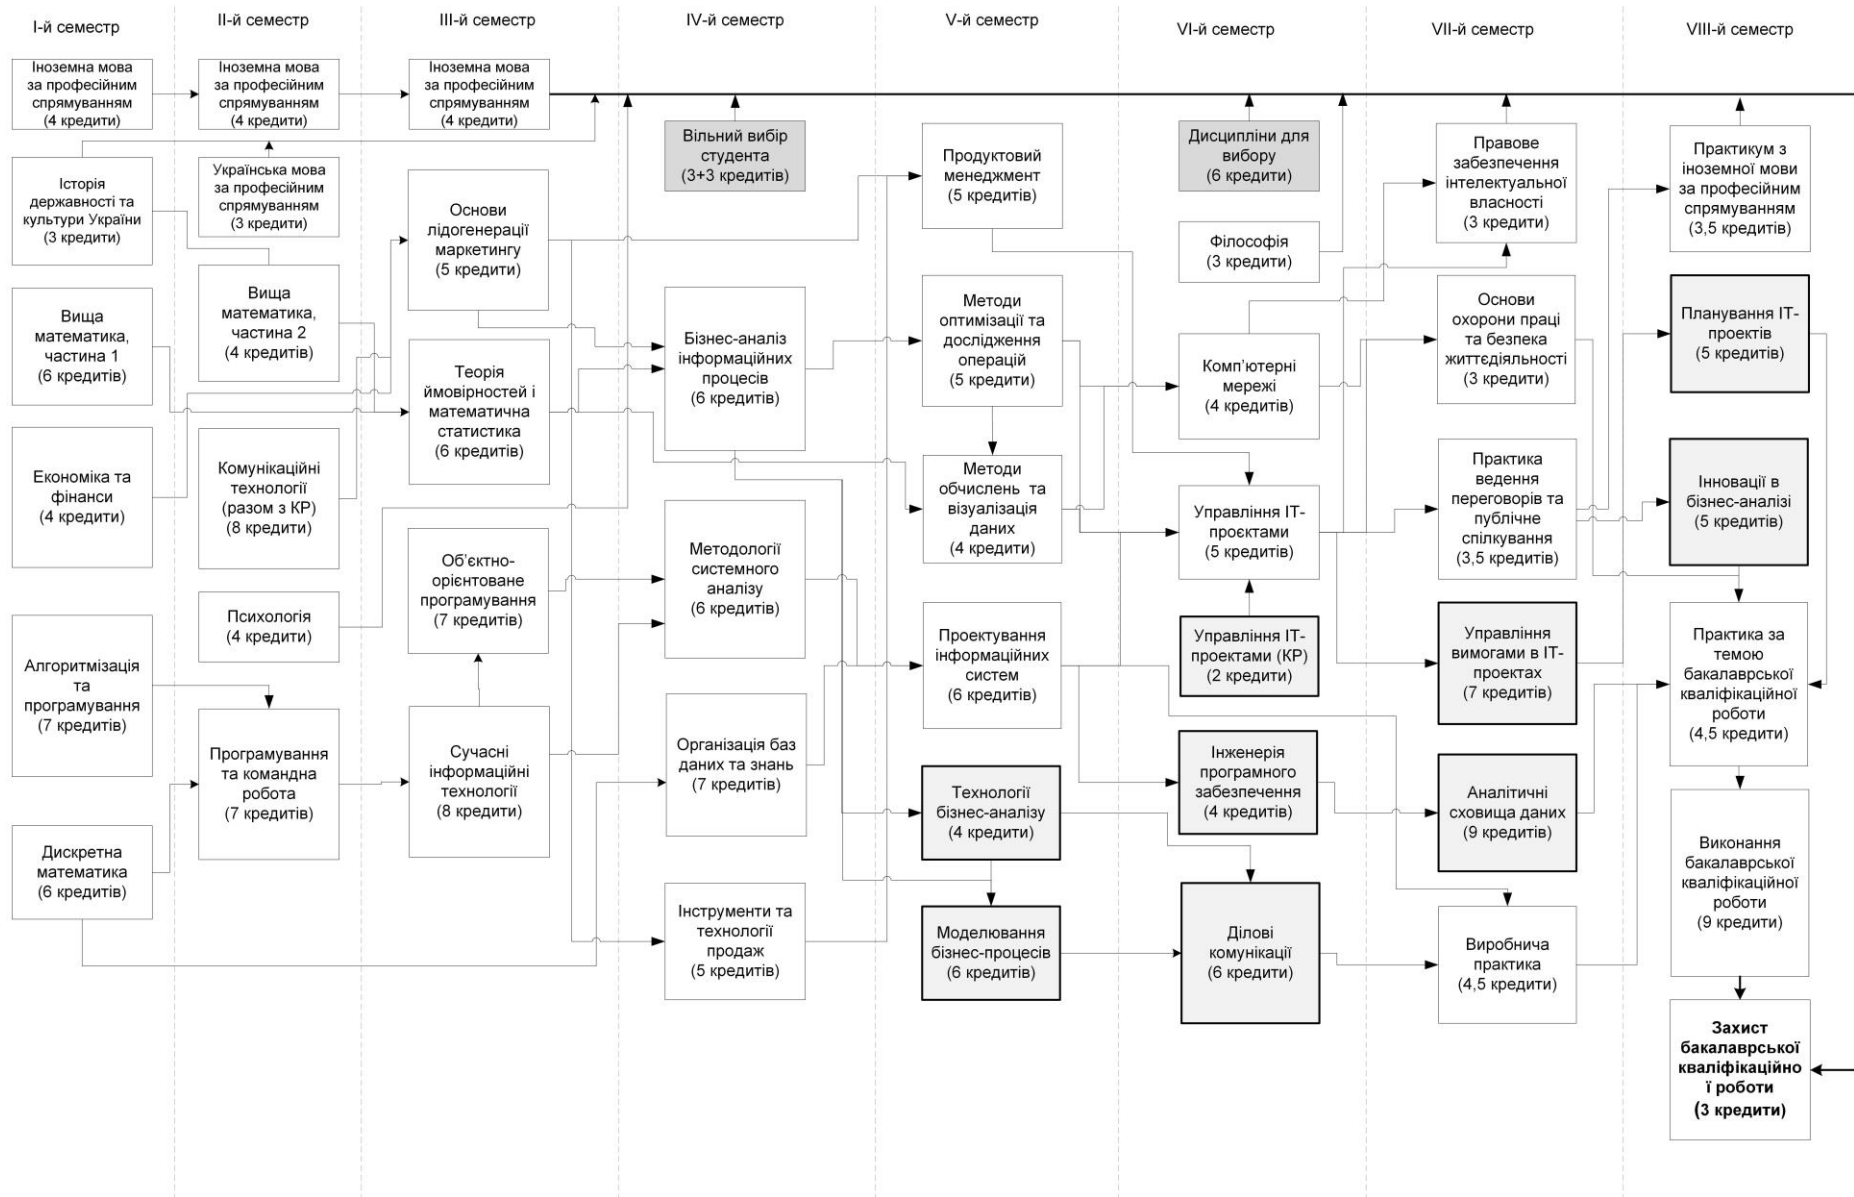 І-й семестр
Іноземна мова
за професійним
спрямуванням
(4 кредити)
Історія
державності та
культури України
(3 кредити)
Вища
математика,
частина 1
(6 кредитів)
Економіка та
фінанси
(4 кредити)
Алгоритмізація
та
програмування
(7 кредитів)
Дискретна
математика
(6 кредитів)
ІІ-й семестр
Іноземна мова
за професійним
спрямуванням
(4 кредити)
Українська мова
за професійним
спрямуванням
(3 кредити)
Вища
математика,
частина 2
(4 кредитів)
Комунікаційні
технології
(разом з КР)
(8 кредити)
Психологія
(4 кредити)
Програмування
та командна
робота
(7 кредитів)
ІІІ-й семестр
Іноземна мова
за професійним
спрямуванням
(4 кредити)
Основи
лідогенерації
маркетингу
(5 кредити)
Теорія
ймовірностей і
математична
статистика
(6 кредитів)
Об’єктно-
орієнтоване
програмування
(7 кредитів)
Сучасні
інформаційні
технології
(8 кредити)
IV-й семестр
Вільний вибір
студента
(3+3 кредитів)
Бізнес-аналіз
інформаційних
процесів
(6 кредитів)
Методології
системного
аналізу
(6 кредитів)
Організація баз
даних та знань
(7 кредитів)
Інструменти та
технології
продаж
(5 кредитів)
V-й семестр
Продуктовий
менеджмент
(5 кредитів)
Методи
оптимізації та
дослідження
операцій
(5 кредити)
Методи
обчислень та
візуалізація
даних
(4 кредити)
Проектування
інформаційних
систем
(6 кредитів)
Технології
бізнес-аналізу
(4 кредити)
Моделювання
бізнес-процесів
(6 кредитів)
VI-й семестр
Дисципліни для
вибору
(6 кредити)
Філософія
(3 кредити)
Комп’ютерні
мережі
(4 кредитів)
Управління ІТ-
проєктами
(5 кредитів)
Управління ІТ-
проектами (КР)
(2 кредити)
Інженерія
програмного
забезпечення
(4 кредитів)
Ділові
комунікації
(6 кредити)
VII-й семестр
Правове
забезпечення
інтелектуальної
власності
(3 кредити)
Основи
охорони праці
та безпека
життєдіяльності
(3 кредити)
Практика
ведення
переговорів та
публічне
спілкування
(3,5 кредитів)
Управління
вимогами в ІТ-
проектах
(7 кредитів)
Аналітичні
сховища даних
(9 кредитів)
Виробнича
практика
(4,5 кредити)
VIII-й семестр
Практикум з
іноземної мови
за професійним
спрямуванням
(3,5 кредитів)
Планування ІТ-
проектів
(5 кредитів)
Інновації в
бізнес-аналізі
(5 кредитів)
Практика за
темою
бакалаврської
кваліфікаційної
роботи
(4,5 кредити)
Виконання
бакалаврської
кваліфікаційної
роботи
(9 кредити)
Захист
бакалаврської
кваліфікаційно
ї роботи
(3 кредити)